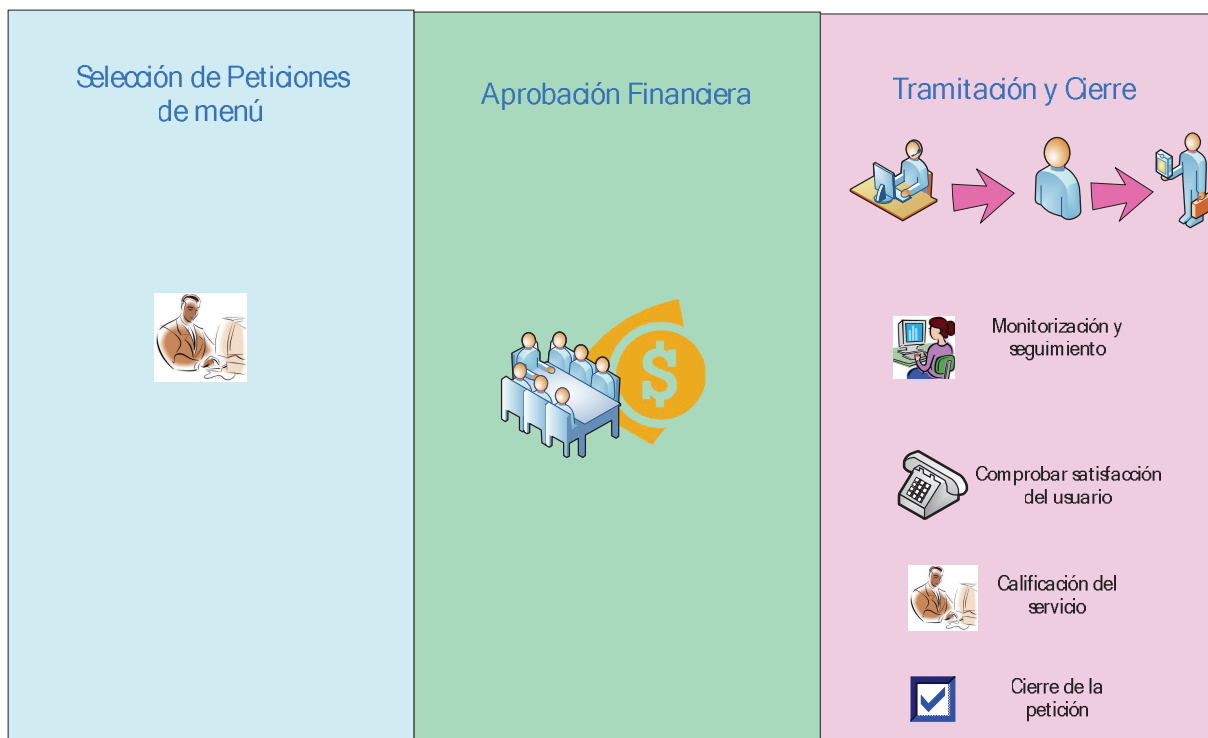 Selección de Peticiones
de menú
Aprobación Financiera
Tramitación y Cierre
Monitorización y
seguimiento
Comprobar satisfacción
del usuario
Calificación del
servicio
Cierre de la
petición